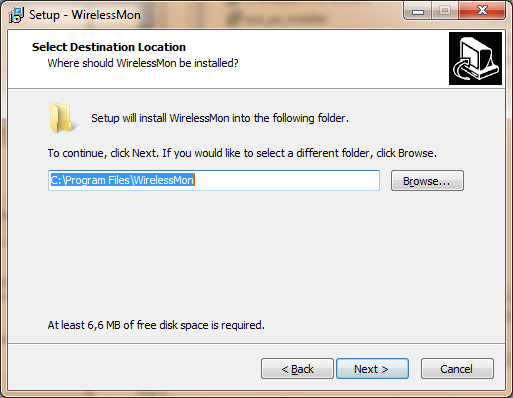 Setup - WirelessMon
Select Destination Location
Where should WirelessMon be installed?
Setup will install WirelessMon into the following folder.
To continue, click Next. If you would like to select a different folder, click Browse.
C:\Program Files\WirelessMon
Browse...
At least 6,6 MB of free disk space is required.
< Back
Next >
Cancel